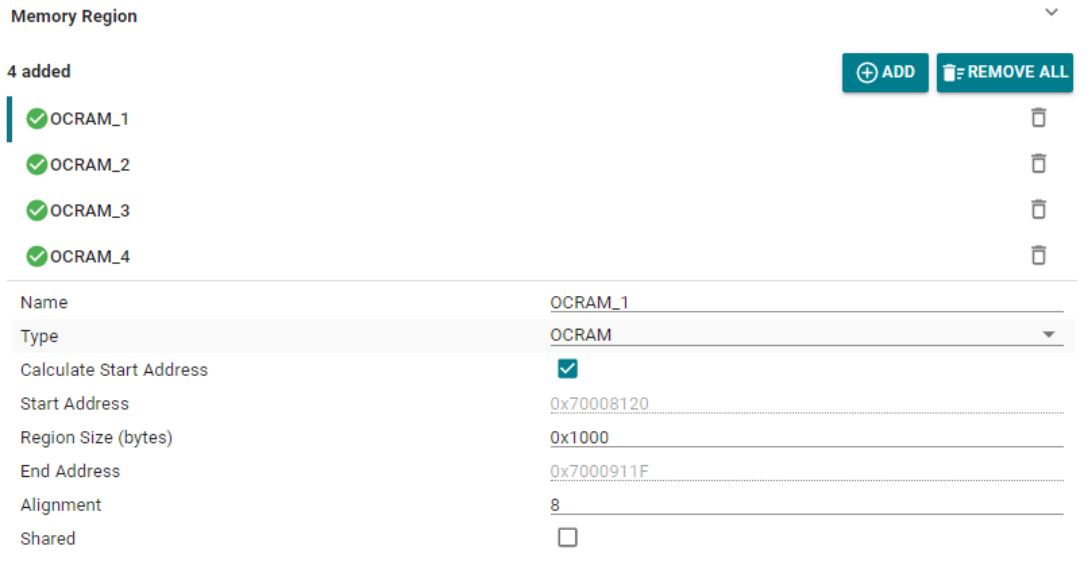 Memory Region
4 added
ADD
REMOVE ALL
OCRAM_1
OCRAM_2
OCRAM_3
OCRAM_4
Name OCRAM_1
Type OCRAM
Calculate Start Address
Start Address 0x70008120
Region Size (bytes) 0x1000
End Address 0x7000911F
Alignment 8
Shared